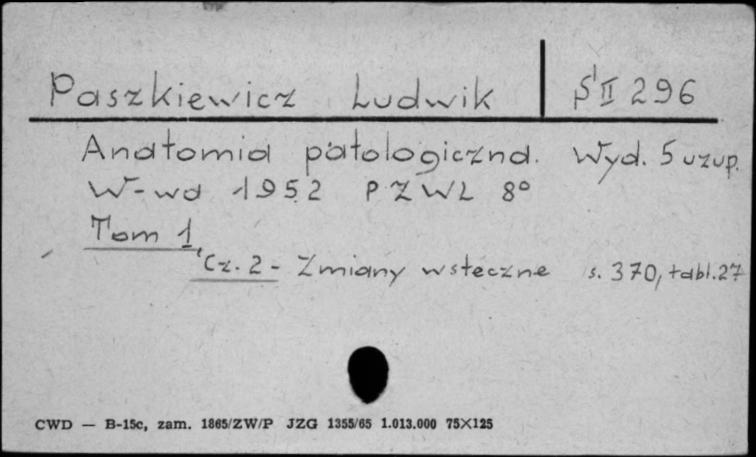 Paszkiewicz Ludwik S'II 296
Anatomia patologiczna. Wyd. 5 uzup.
W-wa 1952 PZWL 8°
Tom 1
Cz. 2 - Zmiany wsteczne s. 370, tabl. 27
CWD — B-15c, zam. 1865/ZW/P JZG 1355/65 1.013.000 75X125